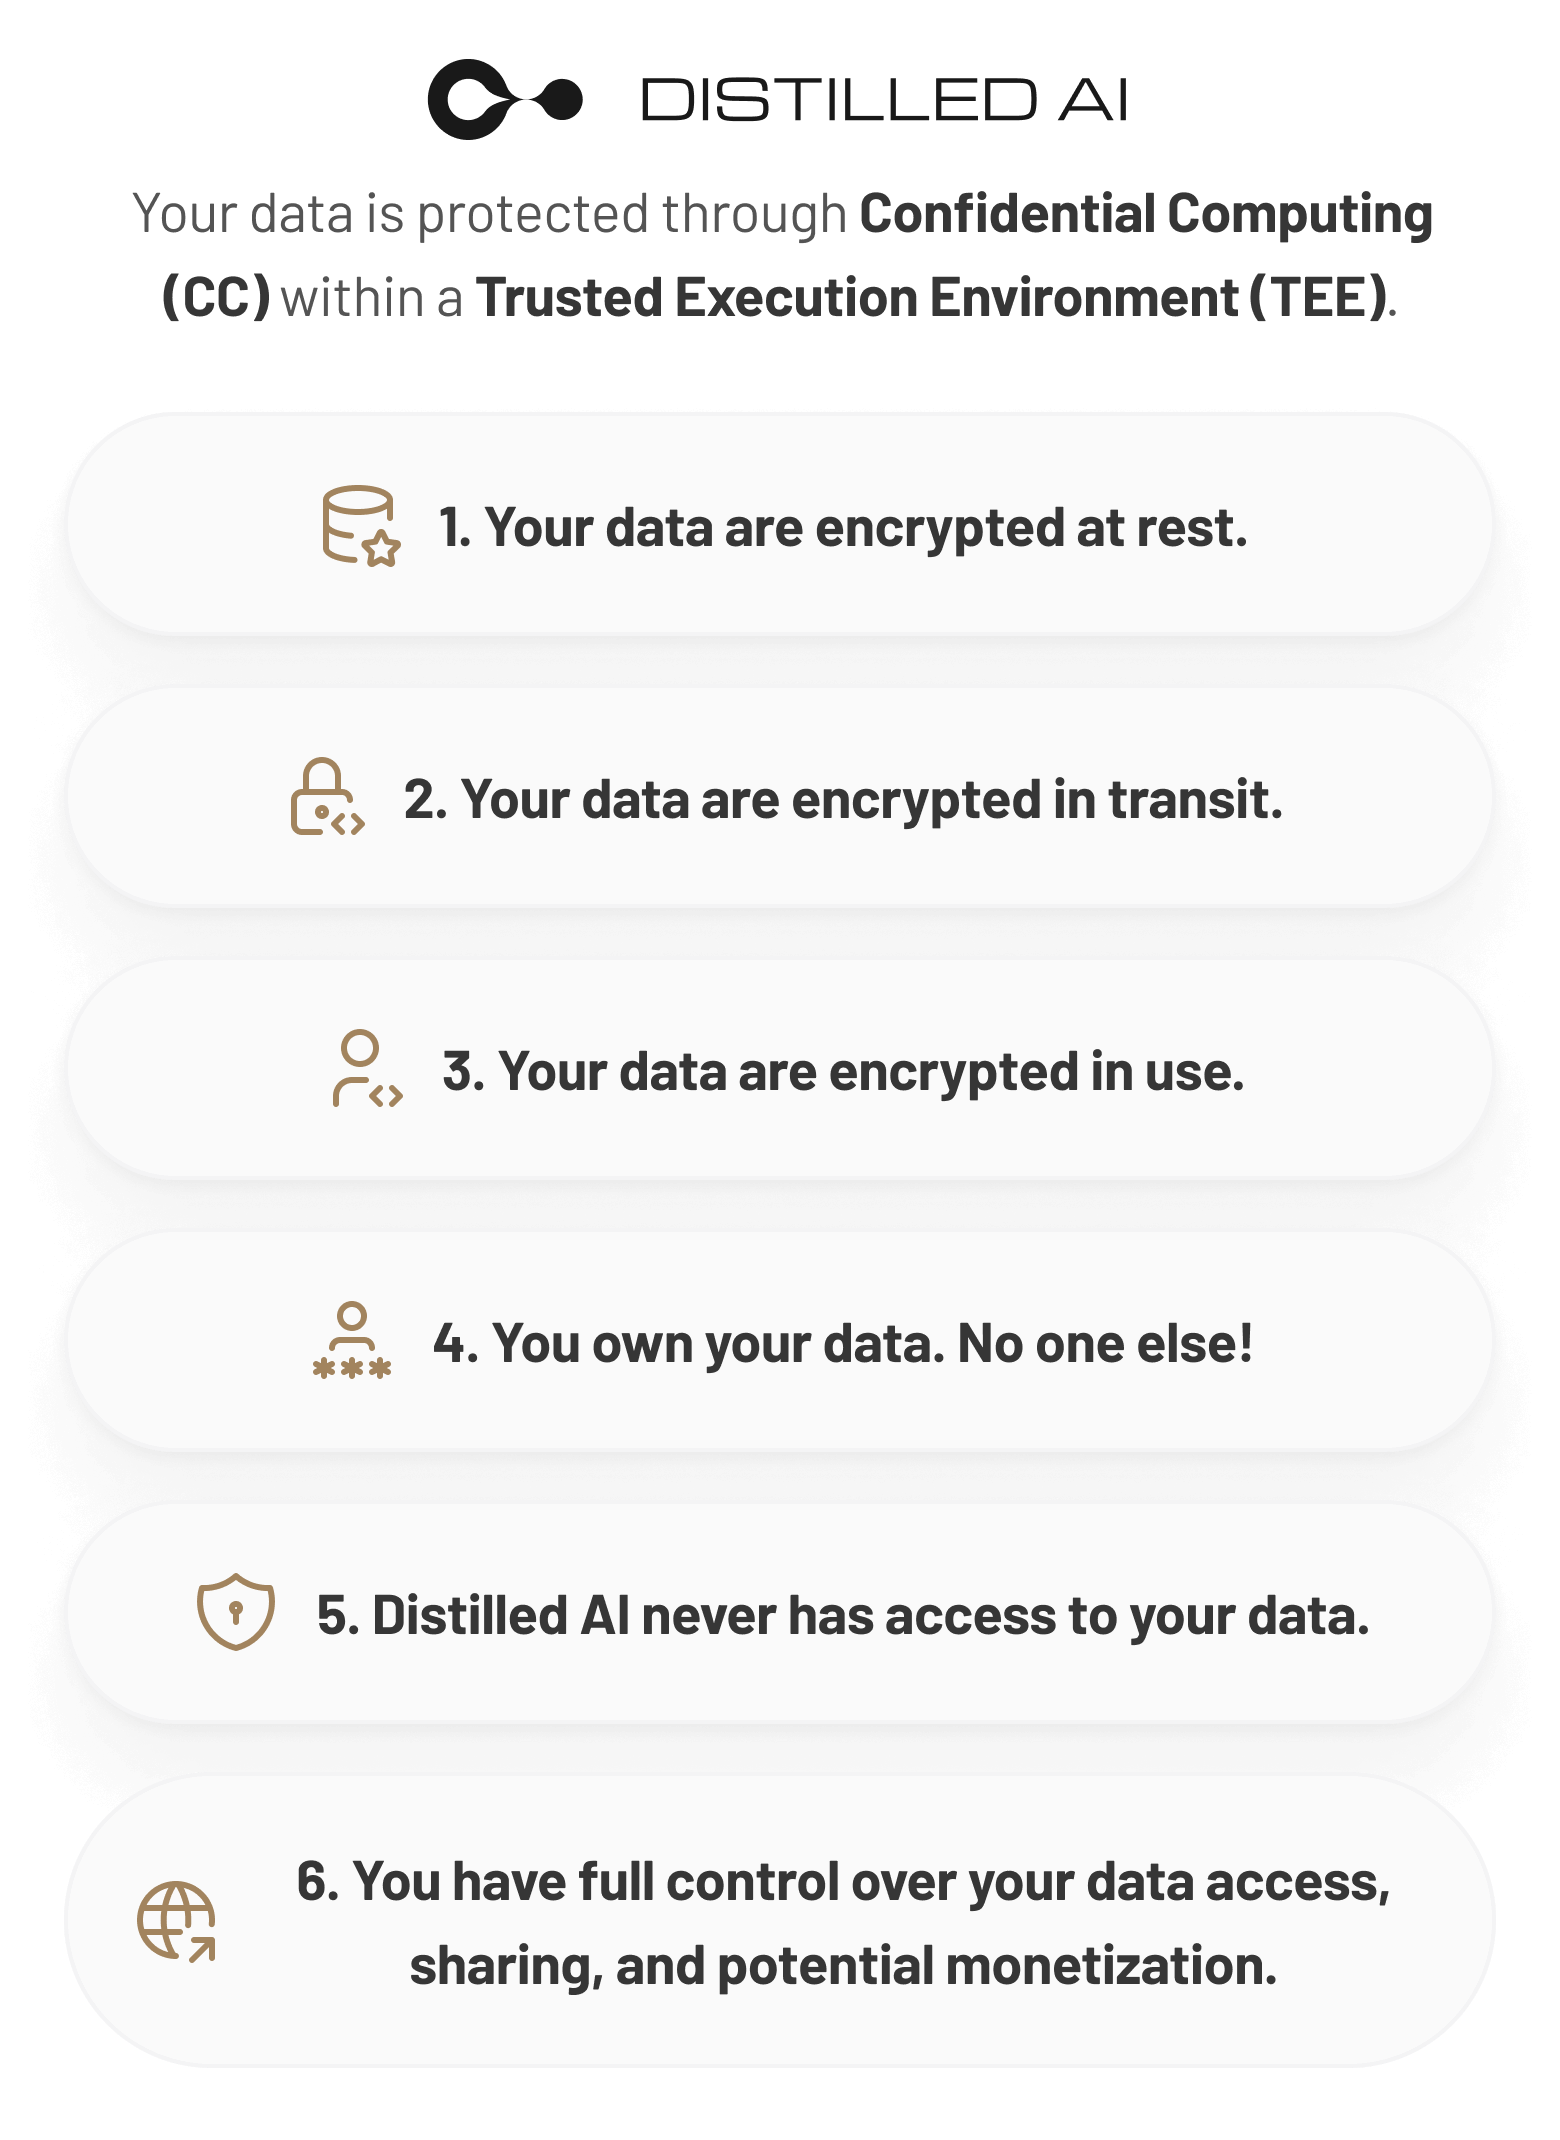 DISTILLED AI
Your data is protected through Confidential Computing
(CC) within a Trusted Execution Environment (TEE).
1. Your data are encrypted at rest.
2. Your data are encrypted in transit.
3. Your data are encrypted in use.
4. You own your data. No one else!
5. Distilled AI never has access to your data.
6. You have full control over your data access,
sharing, and potential monetization.